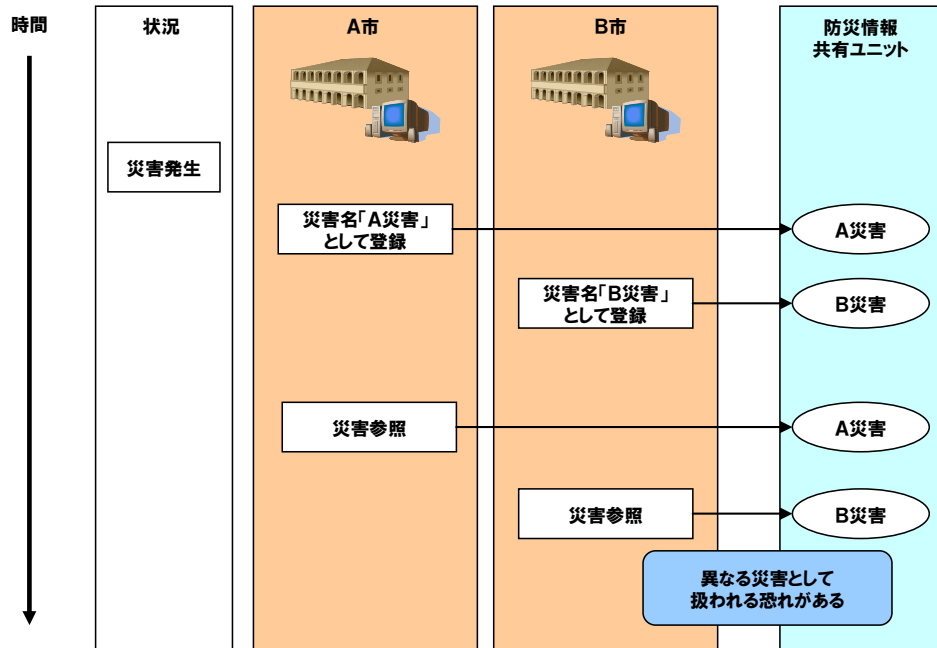 時間
状況
A市
B市
防災情報
共有ユニット
災害発生
災害名「A災害」
として登録
A災害
災害名「B災害」
として登録
B災害
災害参照
A災害
災害参照
B災害
異なる災害として
扱われる恐れがある